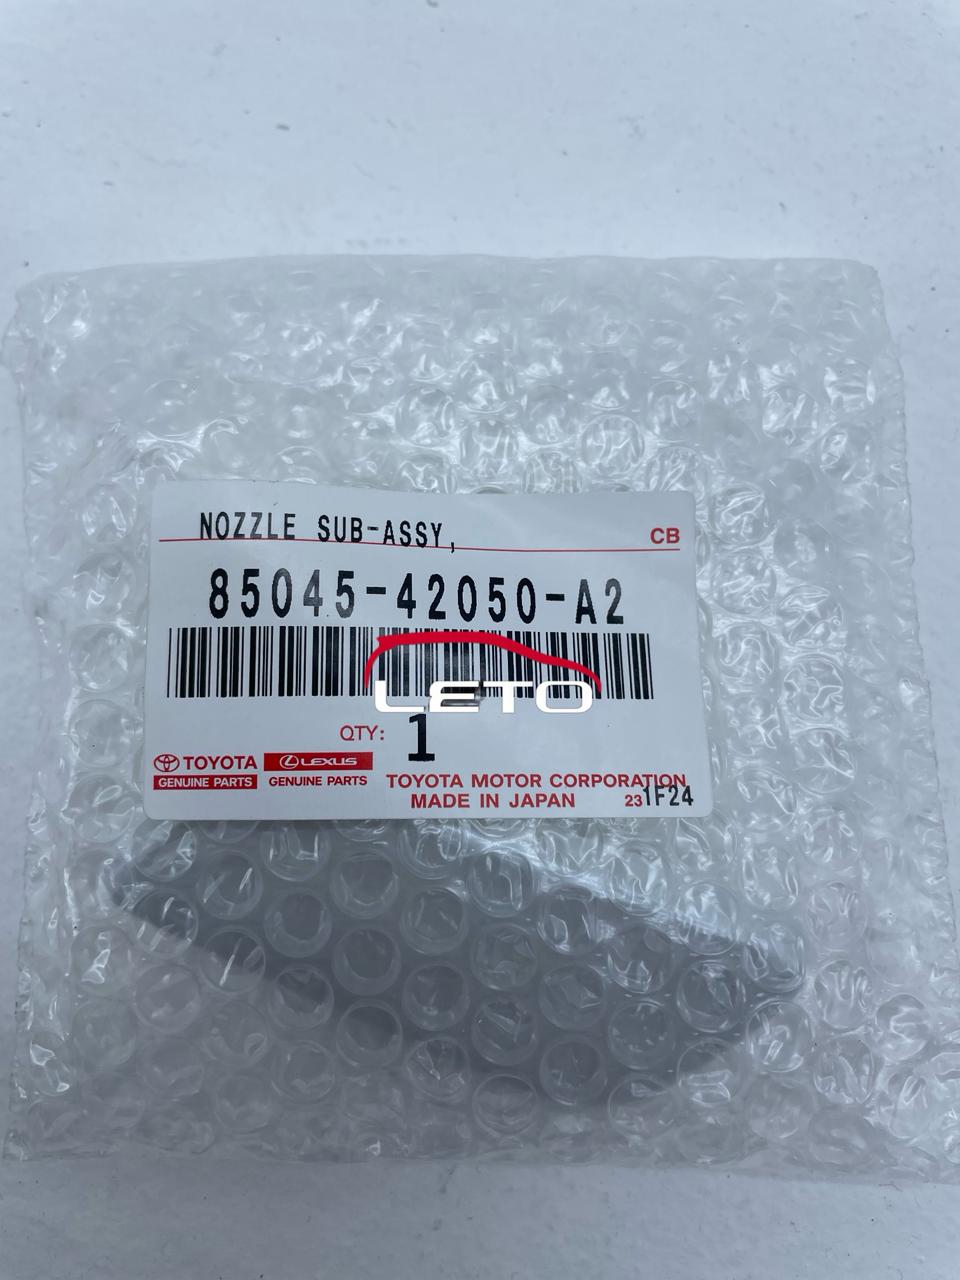 NOZZLE SUB-ASSY,
CB
85045-42050-A2
LETO
QTY: 1
TOYOTA LEXUS
GENUINE PARTS GENUINE PARTS
TOYOTA MOTOR CORPORATION
MADE IN JAPAN 231F24